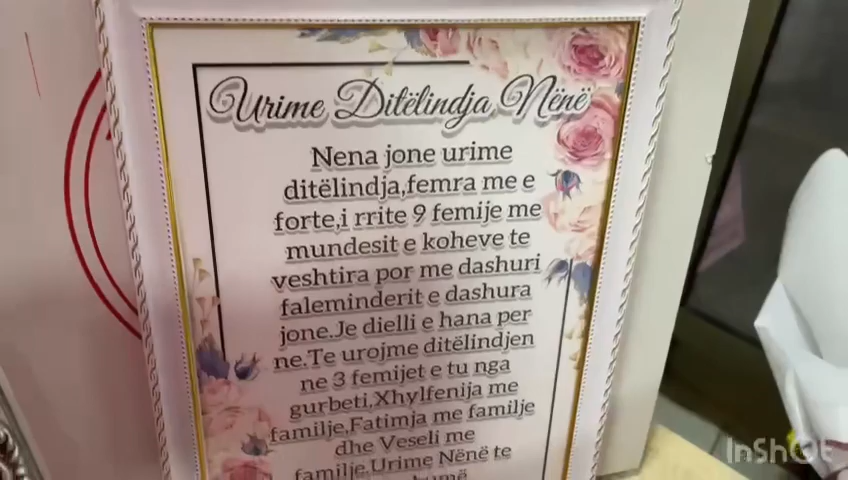 Urime Ditëlindja Nënë
Nena jone urime
ditëlindja,femra me e
forte,i rrite 9 femije me
mundesit e koheve te
veshtira por me dashuri
faleminderit e dashura
jone.Je dielli e hana per
ne.Te urojme ditëlindjen
ne 3 femijet e tu nga
gurbeti,Xhylfenija me
familje,Fatimja me familje
dhe Veseli me
familje.Urime Nënë te
InShOt